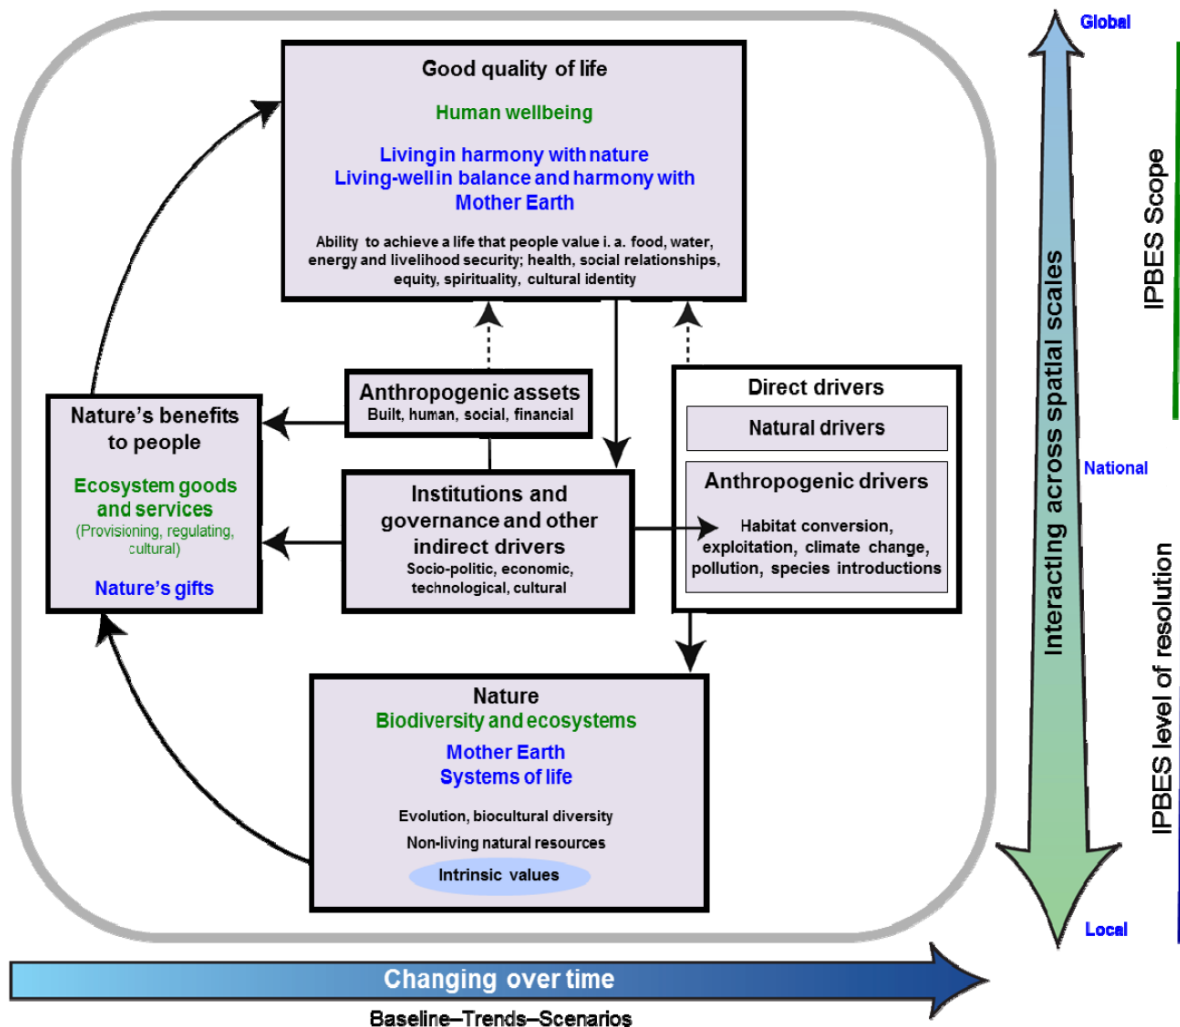 Global
Good quality of life
Human wellbeing
Living in harmony with nature
Living-well in balance and harmony with
Mother Earth
Ability to achieve a life that people value i. a. food, water,
energy and livelihood security; health, social relationships,
equity, spirituality, cultural identity
IPBES Scope
Interacting across spatial scales
Anthropogenic assets
Built, human, social, financial
Direct drivers
Natural drivers
Anthropogenic drivers
Habitat conversion,
exploitation, climate change,
pollution, species introductions
National
Nature's benefits
to people
Ecosystem goods
and services
(Provisioning, regulating,
cultural)
Nature's gifts
Institutions and
governance and other
indirect drivers
Socio-politic, economic,
technological, cultural
IPBES level of resolution
Nature
Biodiversity and ecosystems
Mother Earth
Systems of life
Evolution, biocultural diversity
Non-living natural resources
Intrinsic values
Local
Changing over time
Baseline–Trends–Scenarios